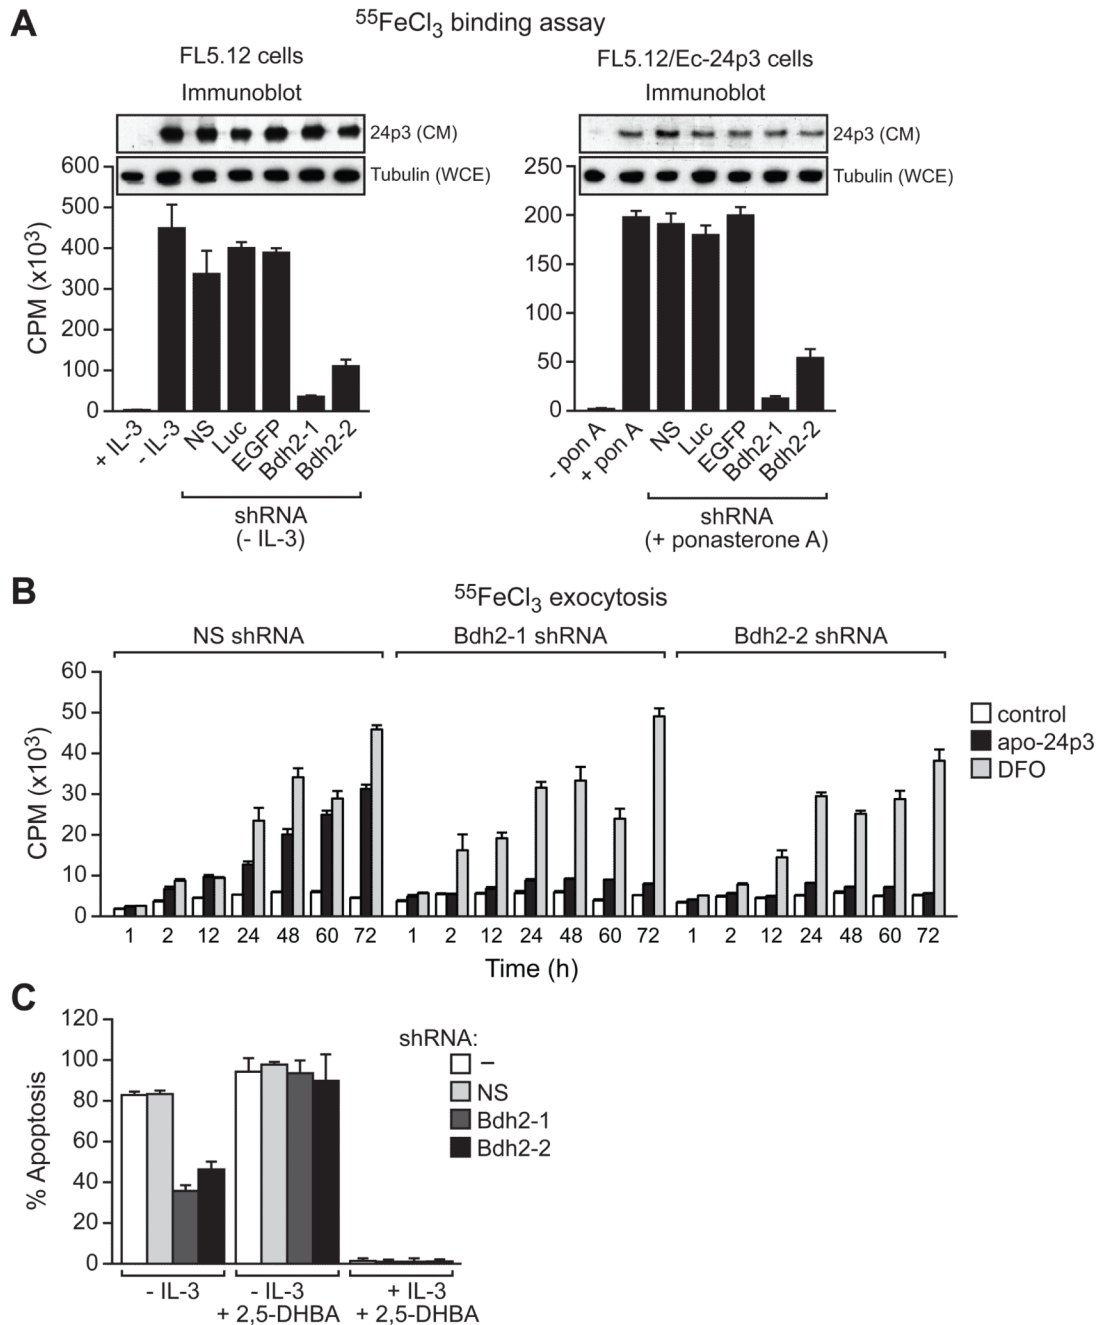 A
⁵⁵FeCl₃ binding assay
FL5.12 cells
Immunoblot
24p3 (CM)
Tubulin (WCE)
600
500
400
300
200
100
0
CPM (x10³)
+ IL-3
- IL-3
NS
Luc
EGFP
Bdh2-1
Bdh2-2
shRNA
(- IL-3)
FL5.12/Ec-24p3 cells
Immunoblot
24p3 (CM)
Tubulin (WCE)
250
200
150
100
50
0
- pon A
+ pon A
NS
Luc
EGFP
Bdh2-1
Bdh2-2
shRNA
(+ ponasterone A)
B
⁵⁵FeCl₃ exocytosis
NS shRNA
Bdh2-1 shRNA
Bdh2-2 shRNA
60
50
40
30
20
10
0
CPM (x10³)
control
apo-24p3
DFO
1 2 12 24 48 60 72 1 2 12 24 48 60 72 1 2 12 24 48 60 72
Time (h)
C
120
100
80
60
40
20
0
% Apoptosis
shRNA:
–
NS
Bdh2-1
Bdh2-2
- IL-3
- IL-3
+ 2,5-DHBA
+ IL-3
+ 2,5-DHBA